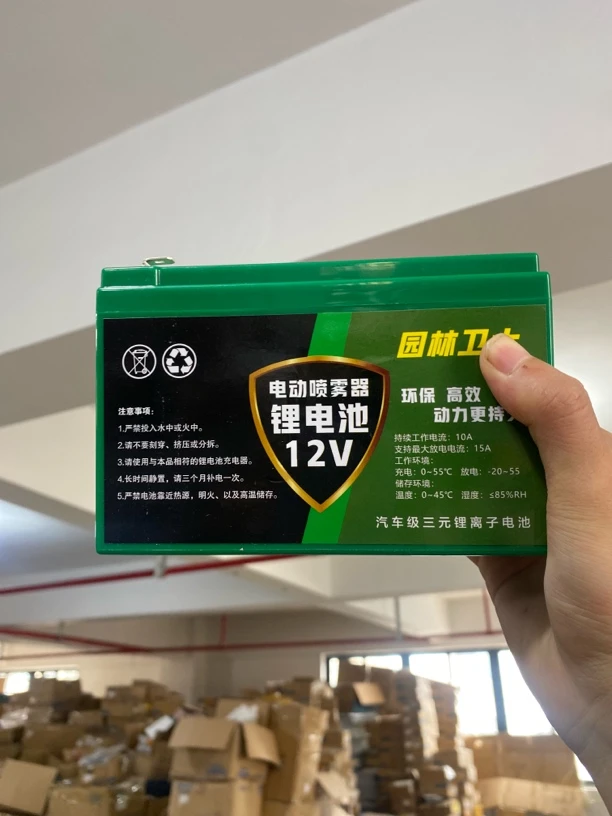 注意事项：
1.严禁投入水中或火中。
2.请不要刻穿、挤压或分拆。
3.请使用与本品相符的锂电池充电器。
4.长时间静置，请三个月补电一次。
5.严禁电池靠近热源，明火、以及高温储存。
电动喷雾器
锂电池
12V
园林卫
环保 高效
动力更持
持续工作电流：10A
支持最大放电电流：15A
工作环境：
充电：0~55℃ 放电：-20~55
储存环境：
温度：0~45℃ 湿度：≤85%RH
汽车级三元锂离子电池